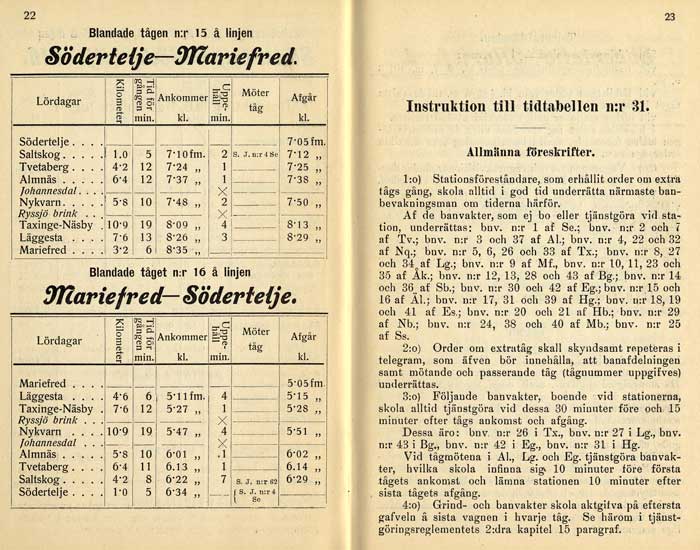 22
Blandade tågen n:r 15 å linjen
Södertelje—Mariefred.
Lördagar Kilometer Tid för gången min. Ankommer kl. Uppehåll min. Möter tåg Afgår kl.
Södertelje . . . . 7·05 fm.
Saltskog . . . . . 1.0 5 7·10 fm. 2 S. J. n:r 4 Se 7·12 „
Tvetaberg . . . . 4·2 12 7·24 „ 1 7·25 „
Almnäs . . . . . 6·4 12 7·37 „ 1 7·38 „
Johannesdal . . . ×
Nykvarn . . . . . 5·8 10 7·48 „ 2 7·50 „
Ryssjö brink . . . ×
Taxinge-Näsby . 10·9 19 8·09 „ 4 8·13 „
Läggesta . . . . 7·6 13 8·26 „ 3 8·29 „
Mariefred . . . . 3·2 6 8·35 „
Blandade tåget n:r 16 å linjen
Mariefred—Södertelje.
Lördagar Kilometer Tid för gången min. Ankommer kl. Uppehåll min. Möter tåg Afgår kl.
Mariefred . . . . 5·05 fm.
Läggesta . . . . 4·6 6 5·11 fm. 4 5·15 „
Taxinge-Näsby . 7·6 12 5·27 „ 1 5·28 „
Ryssjö brink . . . ×
Nykvarn . . . . . 10·9 19 5·47 „ 4 5·51 „
Johannesdal . . . ×
Almnäs . . . . . 5·8 10 6·01 „ .1 6·02 „
Tvetaberg . . . . 6·4 11 6.13 „ 1 6.14 „
Saltskog . . . . . 4·2 8 6·22 „ 7 S. J. n:r 62 6·29 „
Södertelje . . . . 1·0 5 6·34 „ S. J. n:r 4
Se
23
Instruktion till tidtabellen n:r 31.
Allmänna föreskrifter.
1:o) Stationsföreståndare, som erhållit order om extra
tågs gång, skola alltid i god tid underrätta närmaste ban-
bevakningsman om tiderna härför.
Af de banvakter, som ej bo eller tjänstgöra vid sta-
tion, underrättas: bnv. n:r 1 af Se.; bnv. n:r 2 och 7
af Tv.; bnv. n:r 3 och 37 af Al.; bnv. n:r 4, 22 och 32
af Nq.; bnv. n:r 5, 6, 26 och 33 af Tx.; bnv. n:r 8, 27
och 34 af Lg.; bnv. n:r 9 af Mf., bnv. n:r 10, 11, 23 och
35 af Åk.; bnv. n:r 12, 13, 28 och 43 af Bg.; bnv. n:r 14
och 36 af Sb.; bnv. n:r 30 och 42 af Eg.; bnv. n:r 15 och
16 af Äl.; bnv. n:r 17, 31 och 39 af Hg.; bnv. n:r 18, 19
och 41 af Es.; bnv. n:r 20 och 21 af Hb.; bnv. n:r 29
af Nb.; bnv. n:r 24, 38 och 40 af Mb.; bnv. n:r 25
af Ss.
2:o) Order om extratåg skall skyndsamt repeteras i
telegram, som äfven bör innehålla, att banafdelningen
samt mötande och passerande tåg (tågnummer uppgifves)
underrättas.
3:o) Följande banvakter, boende vid stationerna,
skola alltid tjänstgöra vid dessa 30 minuter före och 15
minuter efter tågs ankomst och afgång.
Dessa äro: bnv. n:r 26 i Tx., bnv. n:r 27 i Lg., bnv.
n:r 43 i Bg., bnv. n:r 42 i Eg., bnv. n:r 31 i Hg.
Vid tågmötena i Al., Lg. och Eg. tjänstgöra banvak-
ter, hvilka skola infinna sig 10 minuter före första
tågets ankomst och lämna stationen 10 minuter efter
sista tågets afgång.
4:o) Grind- och banvakter skola aktgifva på eftersta
gafveln å sista vagnen i hvarje tåg. Se härom i tjänst-
göringsreglementets 2:dra kapitel 15 paragraf.